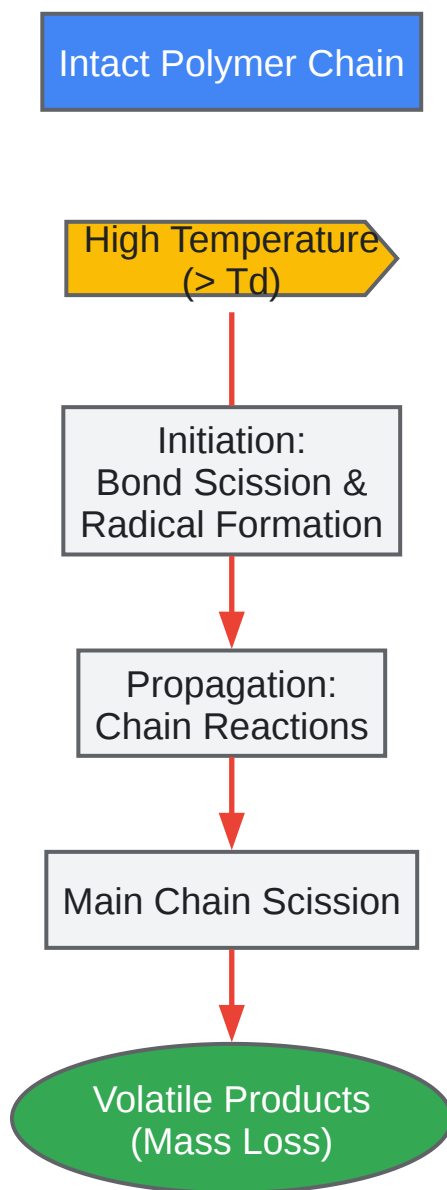 Intact Polymer Chain
High Temperature
(> Td)
Initiation:
Bond Scission &
Radical Formation
Propagation:
Chain Reactions
Main Chain Scission
Volatile Products
(Mass Loss)